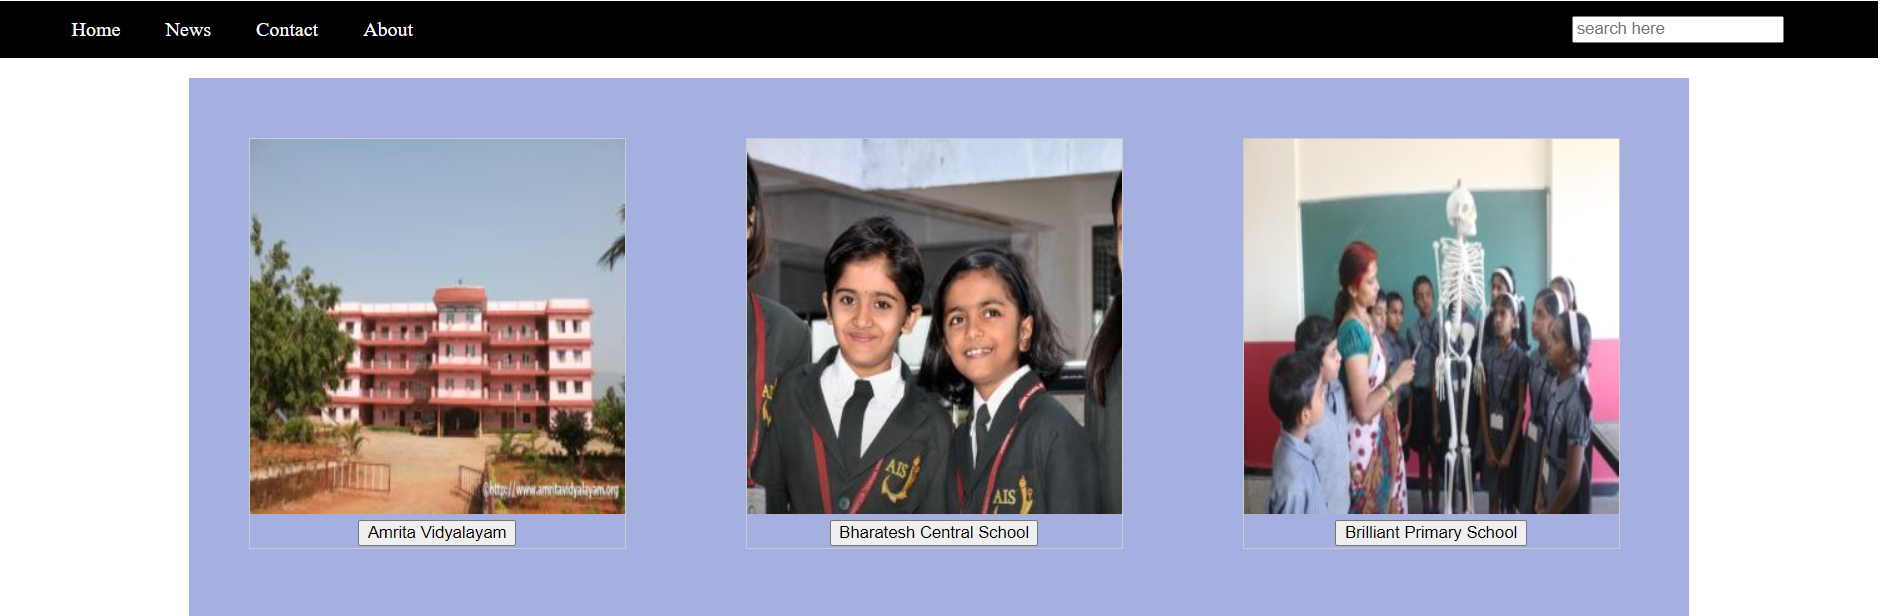 Home News Contact About search here
©http://www.amritavidyalayam.org
AIS
AIS
Amrita Vidyalayam Bharatesh Central School Brilliant Primary School